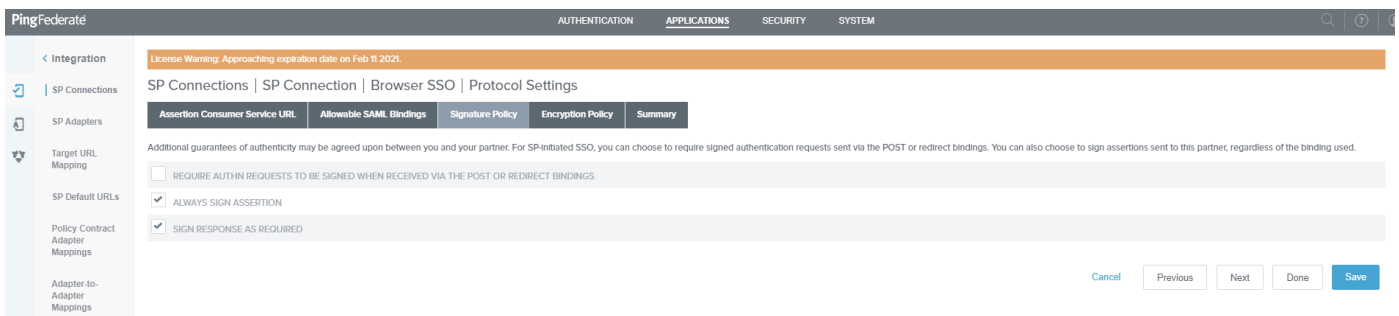 PingFederate AUTHENTICATION APPLICATIONS SECURITY SYSTEM
Integration
License Warning: Approaching expiration date on Feb 11 2021.
SP Connections
SP Adapters
Target URL
Mapping
SP Default URLs
Policy Contract
Adapter
Mappings
Adapter-to-
Adapter
Mappings
SP Connections | SP Connection | Browser SSO | Protocol Settings
Assertion Consumer Service URL Allowable SAML Bindings Signature Policy Encryption Policy Summary
Additional guarantees of authenticity may be agreed upon between you and your partner. For SP-initiated SSO, you can choose to require signed authentication requests sent via the POST or redirect bindings. You can also choose to sign assertions sent to this partner, regardless of the binding used.
REQUIRE AUTHN REQUESTS TO BE SIGNED WHEN RECEIVED VIA THE POST OR REDIRECT BINDINGS
ALWAYS SIGN ASSERTION
SIGN RESPONSE AS REQUIRED
Cancel Previous Next Done Save